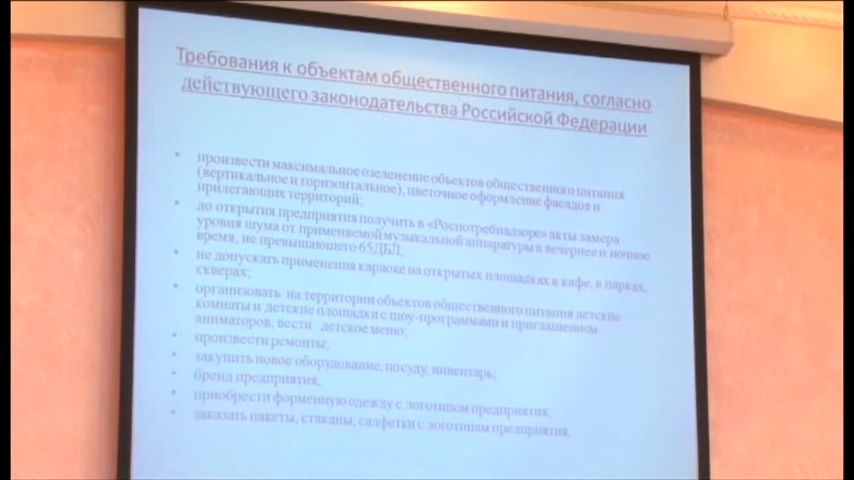 Требования к объектам общественного питания, согласно
действующего законодательства Российской Федерации
• произвести максимальное озеленение объектов общественного питания
(вертикальное и горизонтальное), цветочное оформление фасадов и
прилегающих территорий;
• до открытия предприятия получить в «Роспотребнадзоре» акты замера
уровня шума от применяемой музыкальной аппаратуры в вечернее и ночное
время, не превышающего 65ДБЛ;
• не допускать применения караоке на открытых площадках в кафе, в парках,
скверах;
• организовать на территории объектов общественного питания детские
комнаты и детские площадки с шоу-программами и приглашением
аниматоров, вести детское меню;
• произвести ремонты;
• закупить новое оборудование, посуду, инвентарь;
• бренд предприятия;
• приобрести форменную одежду с логотипом предприятия.
• заказать пакеты, стаканы, салфетки с логотипам предприятия.